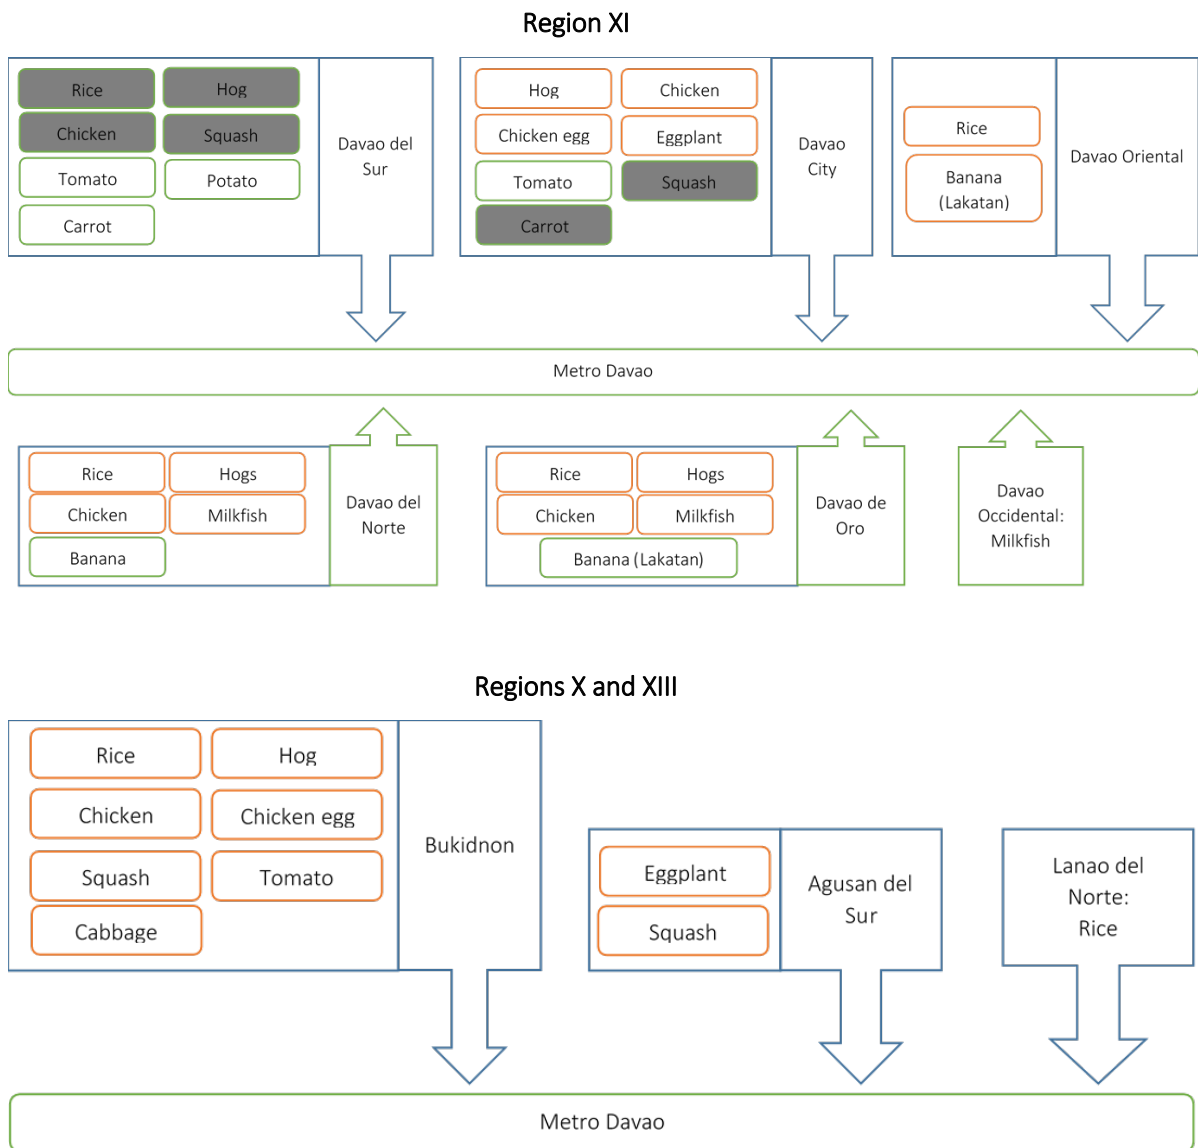 Region XI
Rice
Hog
Chicken
Squash
Tomato
Potato
Carrot
Davao del
Sur
Hog
Chicken
Chicken egg
Eggplant
Tomato
Squash
Carrot
Davao
City
Rice
Banana
(Lakatan)
Davao Oriental
Metro Davao
Rice
Hogs
Chicken
Milkfish
Banana
Davao del
Norte
Rice
Hogs
Chicken
Milkfish
Banana (Lakatan)
Davao de
Oro
Davao
Occidental:
Milkfish
Regions X and XIII
Rice
Hog
Chicken
Chicken egg
Squash
Tomato
Cabbage
Bukidnon
Eggplant
Squash
Agusan del
Sur
Lanao del
Norte:
Rice
Metro Davao